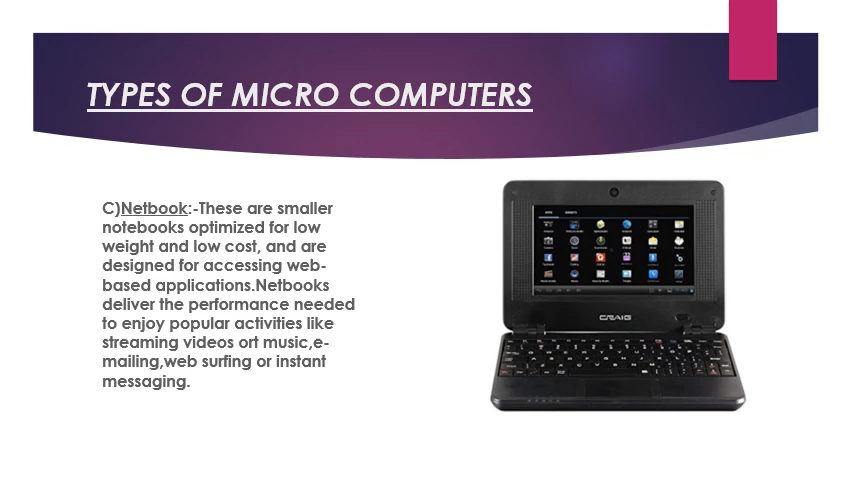 TYPES OF MICRO COMPUTERS
C)Netbook:-These are smaller
notebooks optimized for low
weight and low cost, and are
designed for accessing web-
based applications.Netbooks
deliver the performance needed
to enjoy popular activities like
streaming videos ort music,e-
mailing,web surfing or instant
messaging.
CRAIG